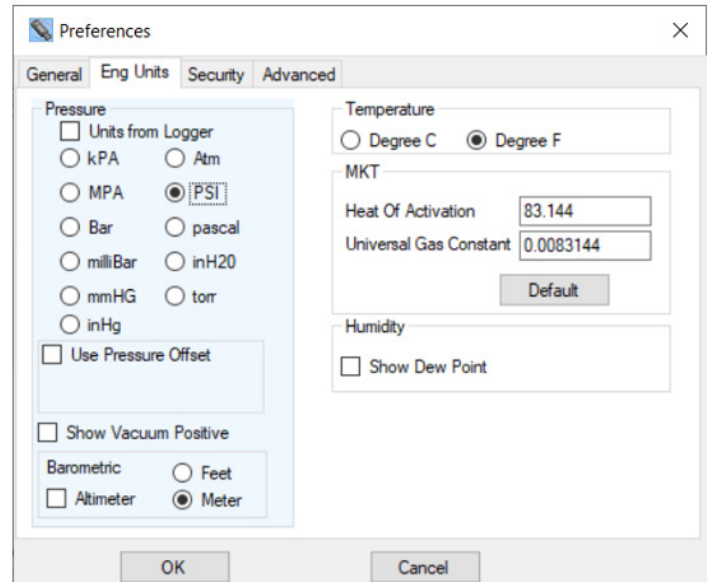 Preferences
General Eng Units Security Advanced
Pressure
Units from Logger
kPA Atm
MPA PSI
Bar pascal
milliBar inH20
mmHG torr
inHg
Use Pressure Offset
Show Vacuum Positive
Barometric Feet
Altimeter Meter
Temperature
Degree C Degree F
MKT
Heat Of Activation 83.144
Universal Gas Constant 0.0083144
Default
Humidity
Show Dew Point
OK Cancel